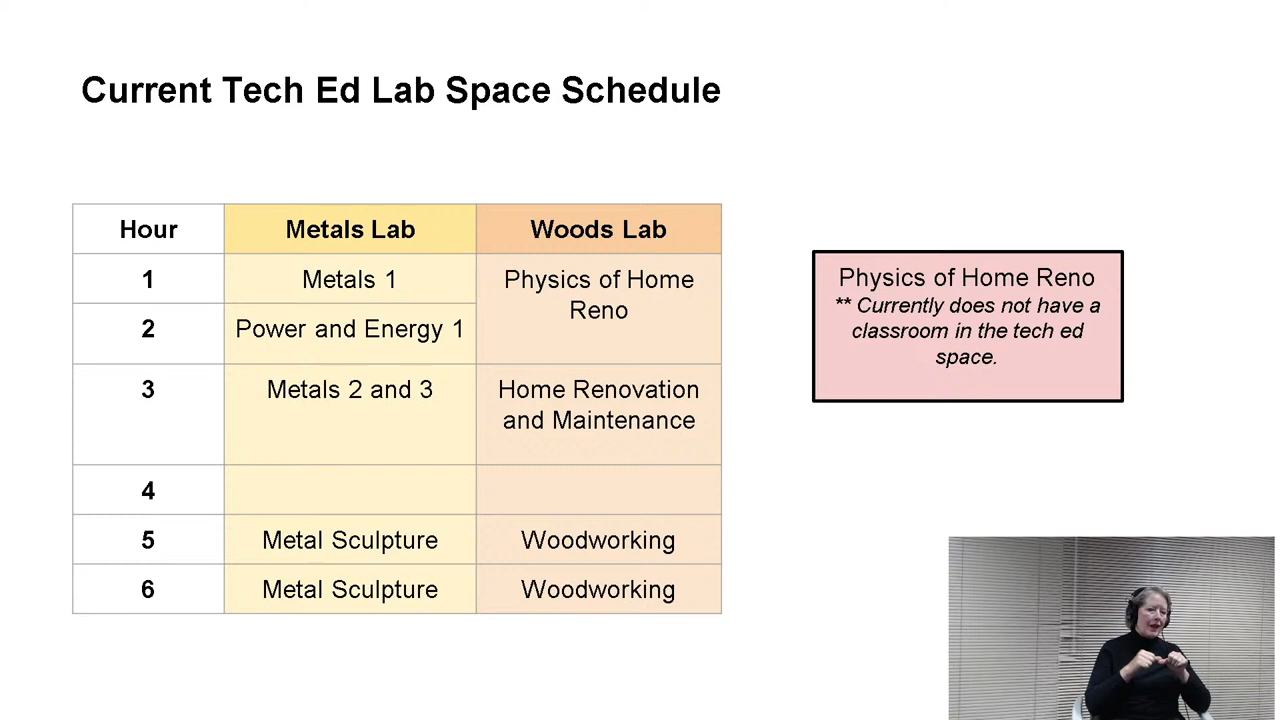 Current Tech Ed Lab Space Schedule
Hour
Metals Lab
Woods Lab
1
Metals 1
Physics of Home
Reno
2
Power and Energy 1
3
Metals 2 and 3
Home Renovation
and Maintenance
4
5
Metal Sculpture
Woodworking
6
Metal Sculpture
Woodworking
Physics of Home Reno
** Currently does not have a
classroom in the tech ed
space.